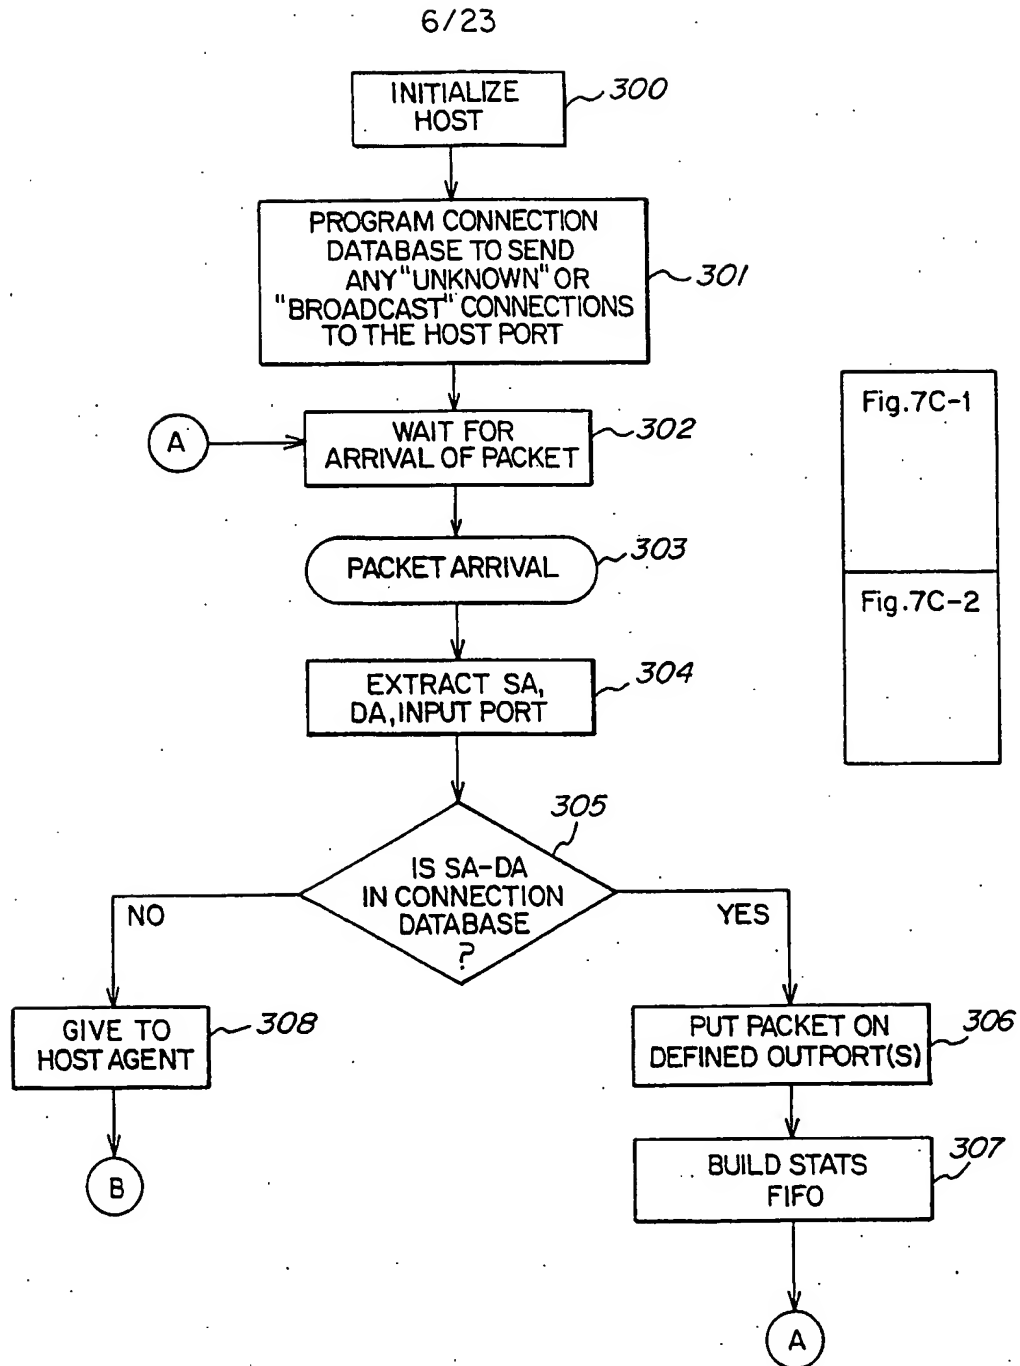 6/23
INITIALIZE
HOST
300
PROGRAM CONNECTION
DATABASE TO SEND
ANY "UNKNOWN" OR
"BROADCAST" CONNECTIONS
TO THE HOST PORT
301
A
WAIT FOR
ARRIVAL OF PACKET
302
Fig.7C-1
PACKET ARRIVAL
303
Fig.7C-2
EXTRACT SA,
DA, INPUT PORT
304
305
IS SA-DA
IN CONNECTION
DATABASE
?
NO
YES
GIVE TO
HOST AGENT
308
PUT PACKET ON
DEFINED OUTPORT(S)
306
B
BUILD STATS
FIFO
307
A